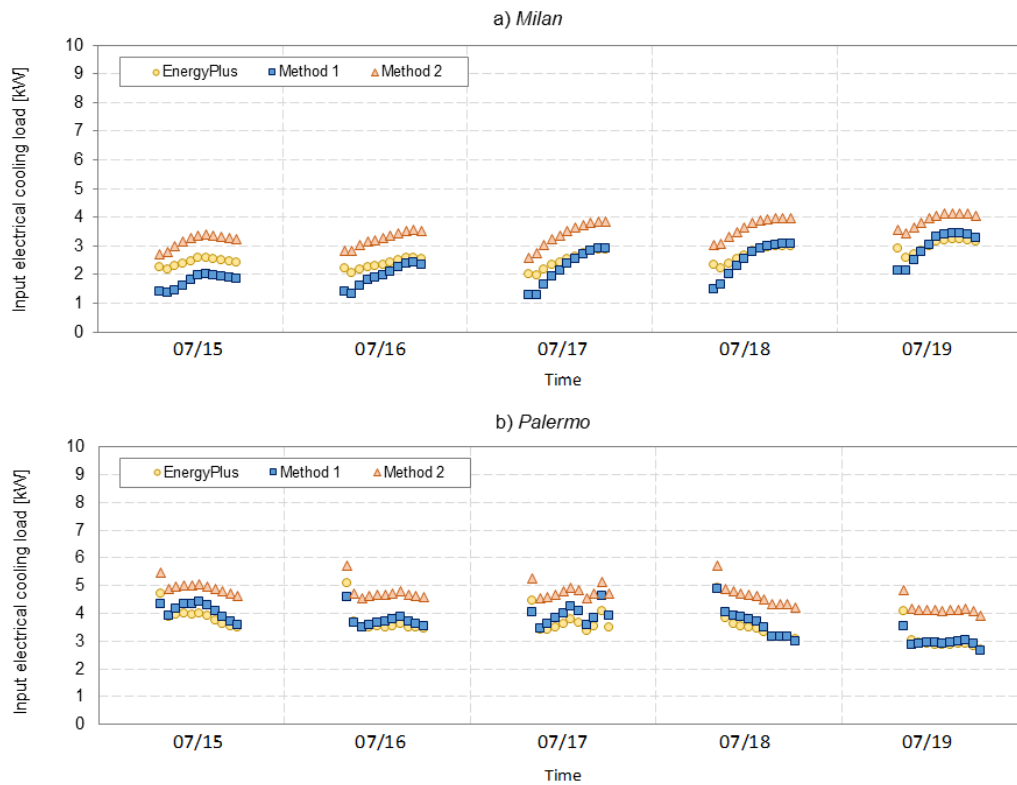 a) Milan
Input electrical cooling load [kW]
10
9
8
7
6
5
4
3
2
1
0
EnergyPlus Method 1 Method 2
07/15 07/16 07/17 07/18 07/19
Time
b) Palermo
Input electrical cooling load [kW]
10
9
8
7
6
5
4
3
2
1
0
EnergyPlus Method 1 Method 2
07/15 07/16 07/17 07/18 07/19
Time